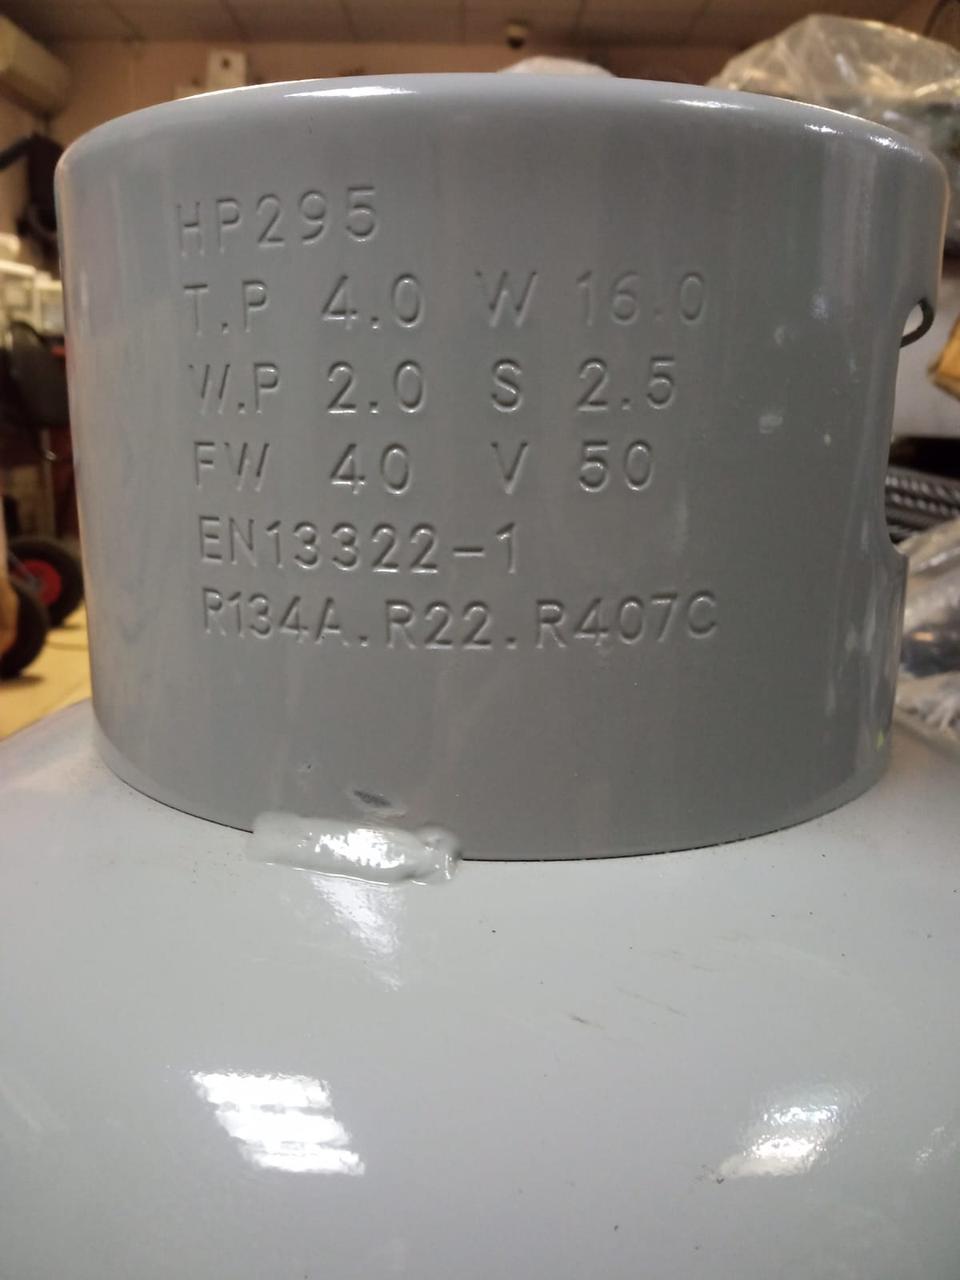 HP295
T.P 4.0 W 16.0
W.P 2.0 S 2.5
FW 40 V 50
EN13322-1
R134A.R22.R407C